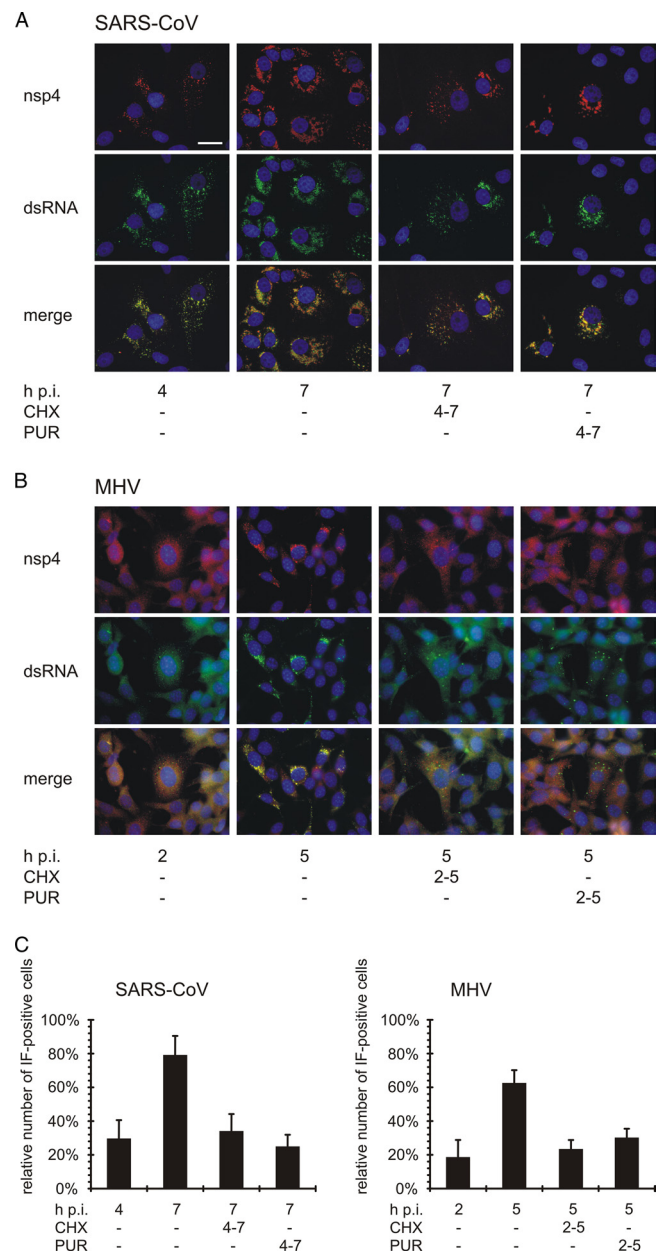 A
SARS-CoV
nsp4
dsRNA
merge
h p.i. 4 7 7 7
CHX - - 4-7 -
PUR - - - 4-7
B
MHV
nsp4
dsRNA
merge
h p.i. 2 5 5 5
CHX - - 2-5 -
PUR - - - 2-5
C
SARS-CoV
relative number of IF-positive cells
100%
80%
60%
40%
20%
0%
h p.i. 4 7 7 7
CHX - - 4-7 -
PUR - - - 4-7
MHV
relative number of IF-positive cells
100%
80%
60%
40%
20%
0%
h p.i. 2 5 5 5
CHX - - 2-5 -
PUR - - - 2-5